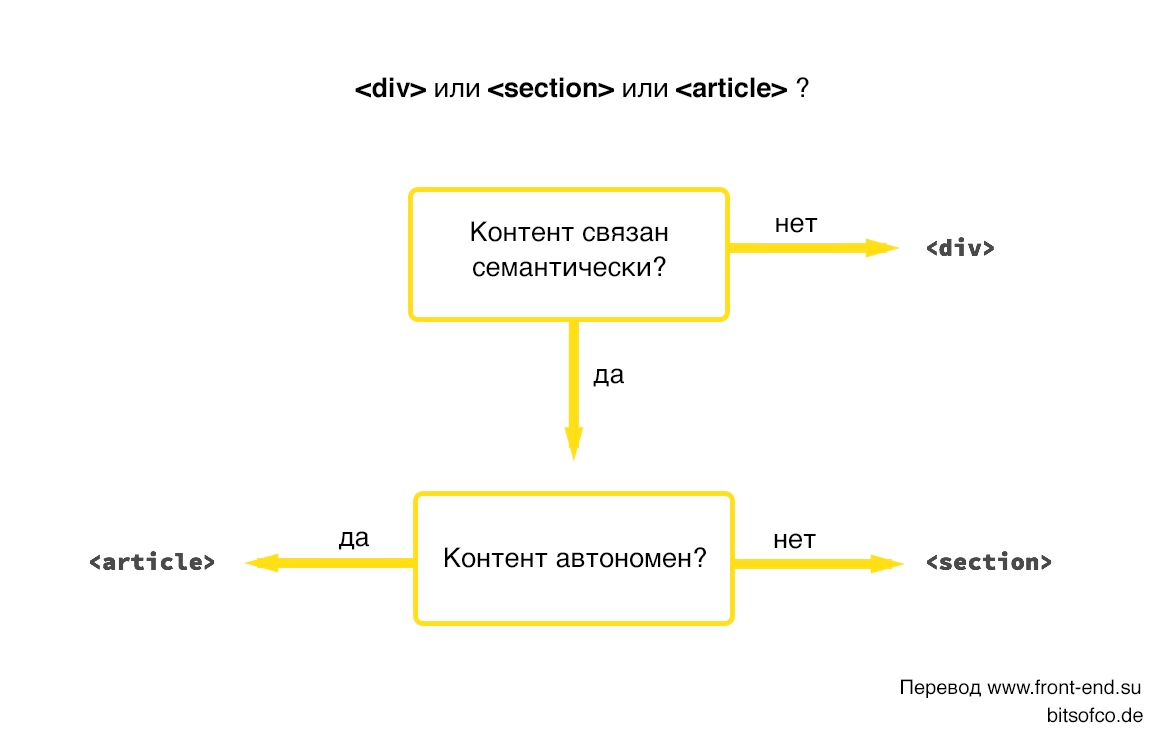 <div> или <section> или <article> ?
Контент связан
семантически?
нет
<div>
да
Контент автономен?
да
<article>
нет
<section>
Перевод www.front-end.su
bitsofco.de